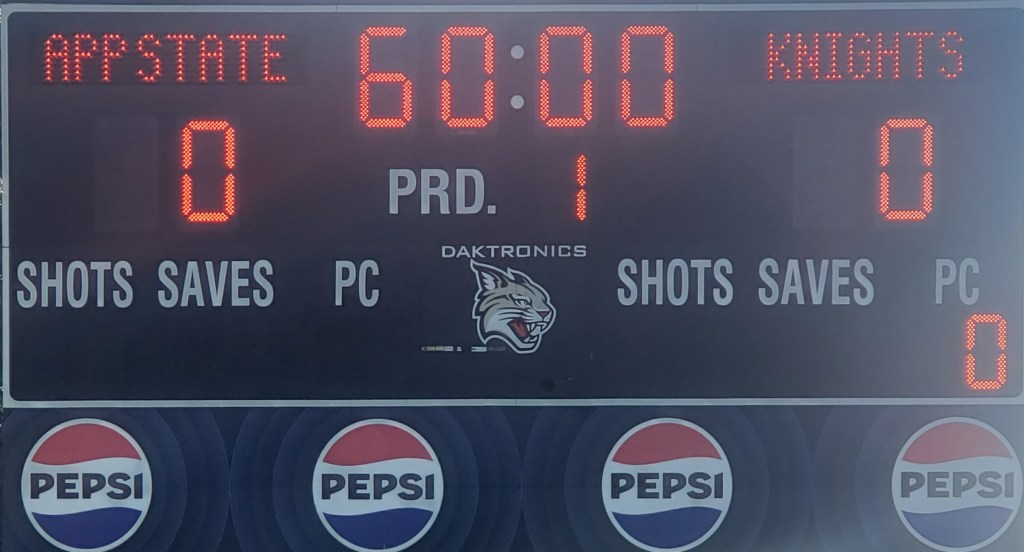 APPSTATE 60:00 KNIGHTS
0 PRD. 1 0
DAKTRONICS
SHOTS SAVES PC SHOTS SAVES PC
0
PEPSI PEPSI PEPSI PEPSI